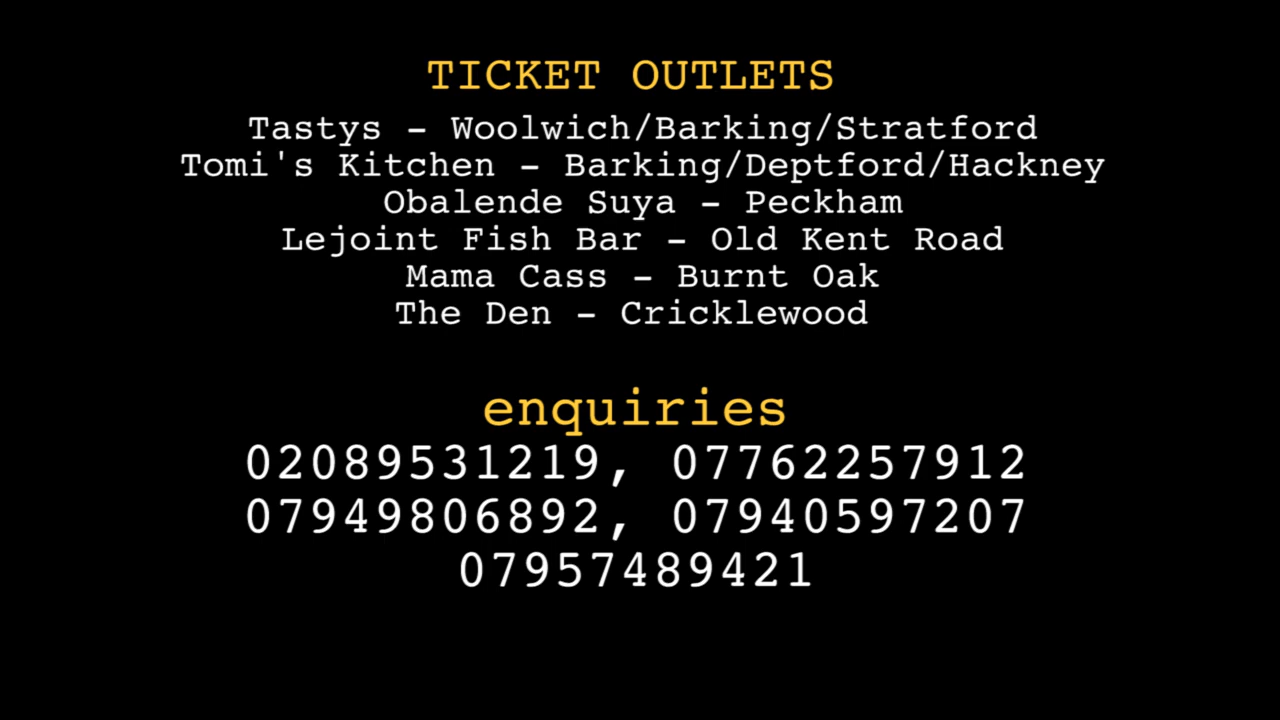 TICKET OUTLETS
Tastys - Woolwich/Barking/Stratford
Tomi's Kitchen - Barking/Deptford/Hackney
Obalende Suya - Peckham
Lejoint Fish Bar - Old Kent Road
Mama Cass - Burnt Oak
The Den - Cricklewood
enquiries
02089531219, 07762257912
07949806892, 07940597207
07957489421